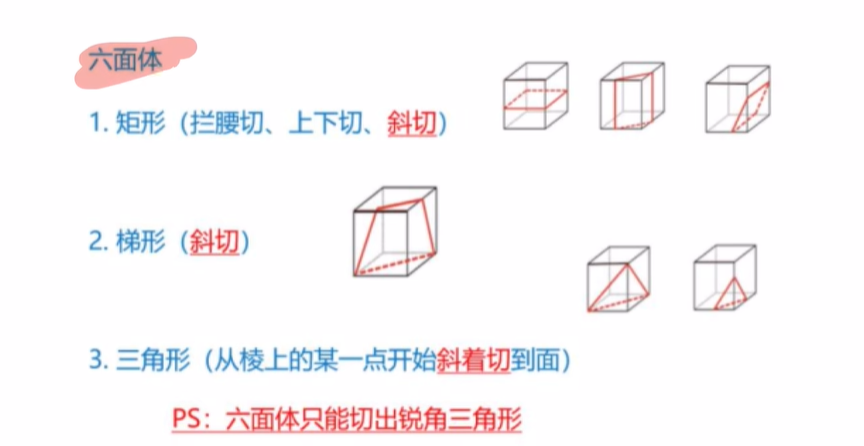 六面体
1. 矩形（拦腰切、上下切、斜切）
2. 梯形（斜切）
3. 三角形（从棱上的某一点开始斜着切到面）
PS：六面体只能切出锐角三角形